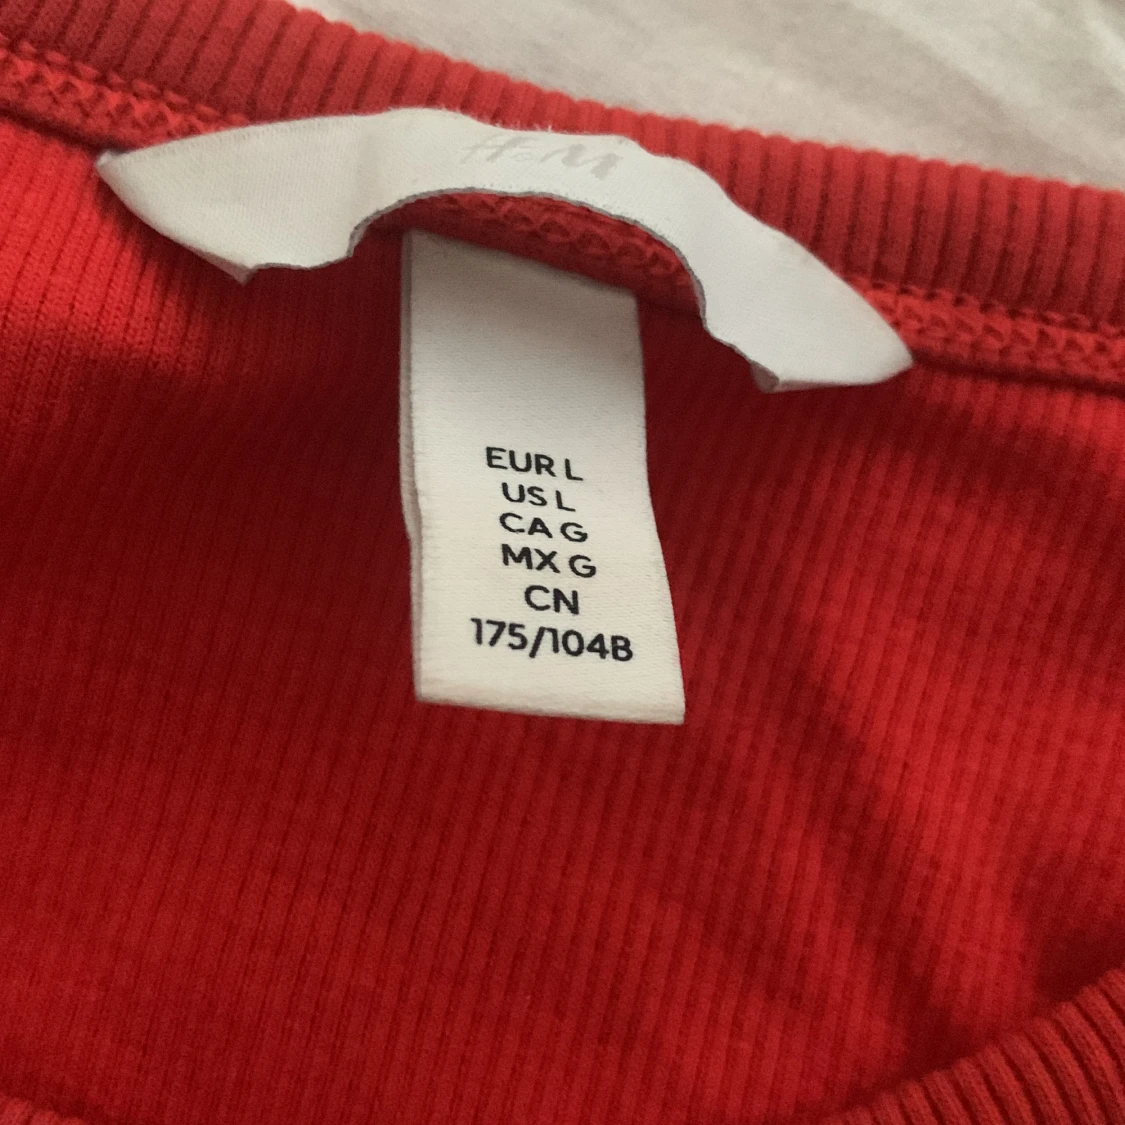 H&M
EUR L
US L
CA G
MX G
CN
175/104B